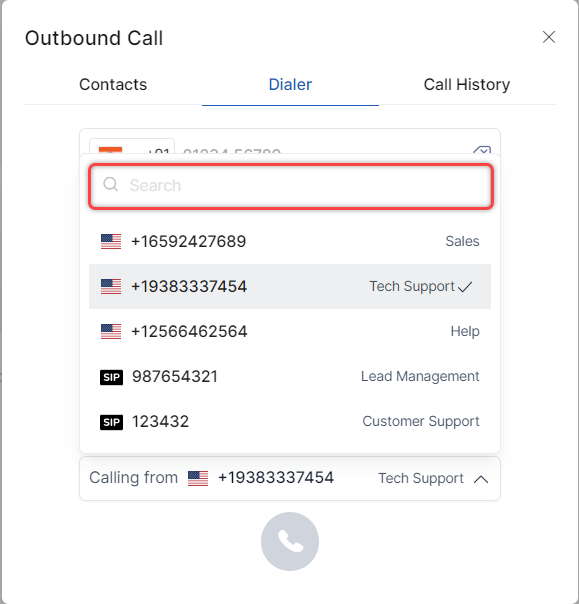 Outbound Call
Contacts Dialer Call History
+91
Search
+16592427689 Sales
+19383337454 Tech Support
+12566462564 Help
SIP 987654321 Lead Management
SIP 123432 Customer Support
Calling from +19383337454 Tech Support